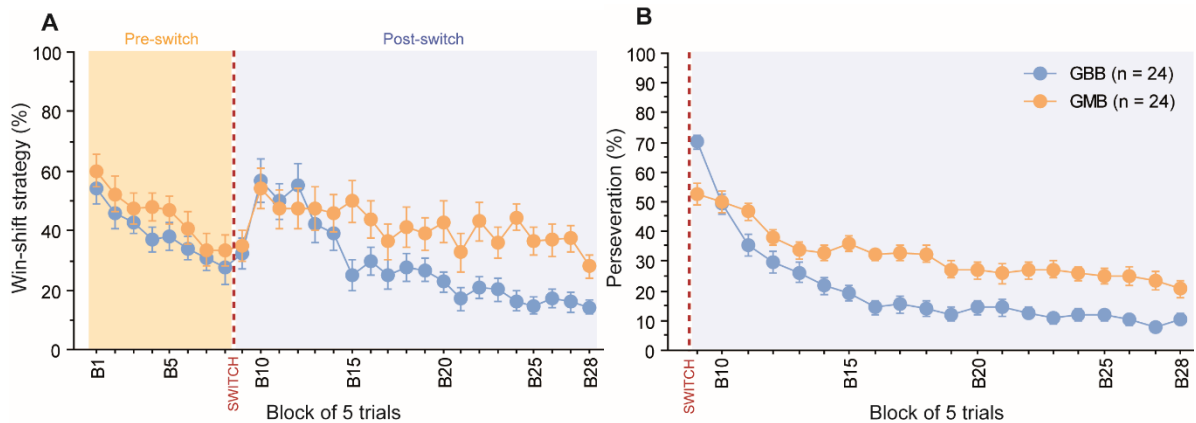 A
Pre-switch
Post-switch
Win-shift strategy (%)
100
80
60
40
20
0
B1
B5
SWITCH
B10
B15
B20
B25
B28
Block of 5 trials
B
GBB (n = 24)
GMB (n = 24)
Perseveration (%)
100
90
80
70
60
50
40
30
20
10
0
SWITCH
B10
B15
B20
B25
B28
Block of 5 trials